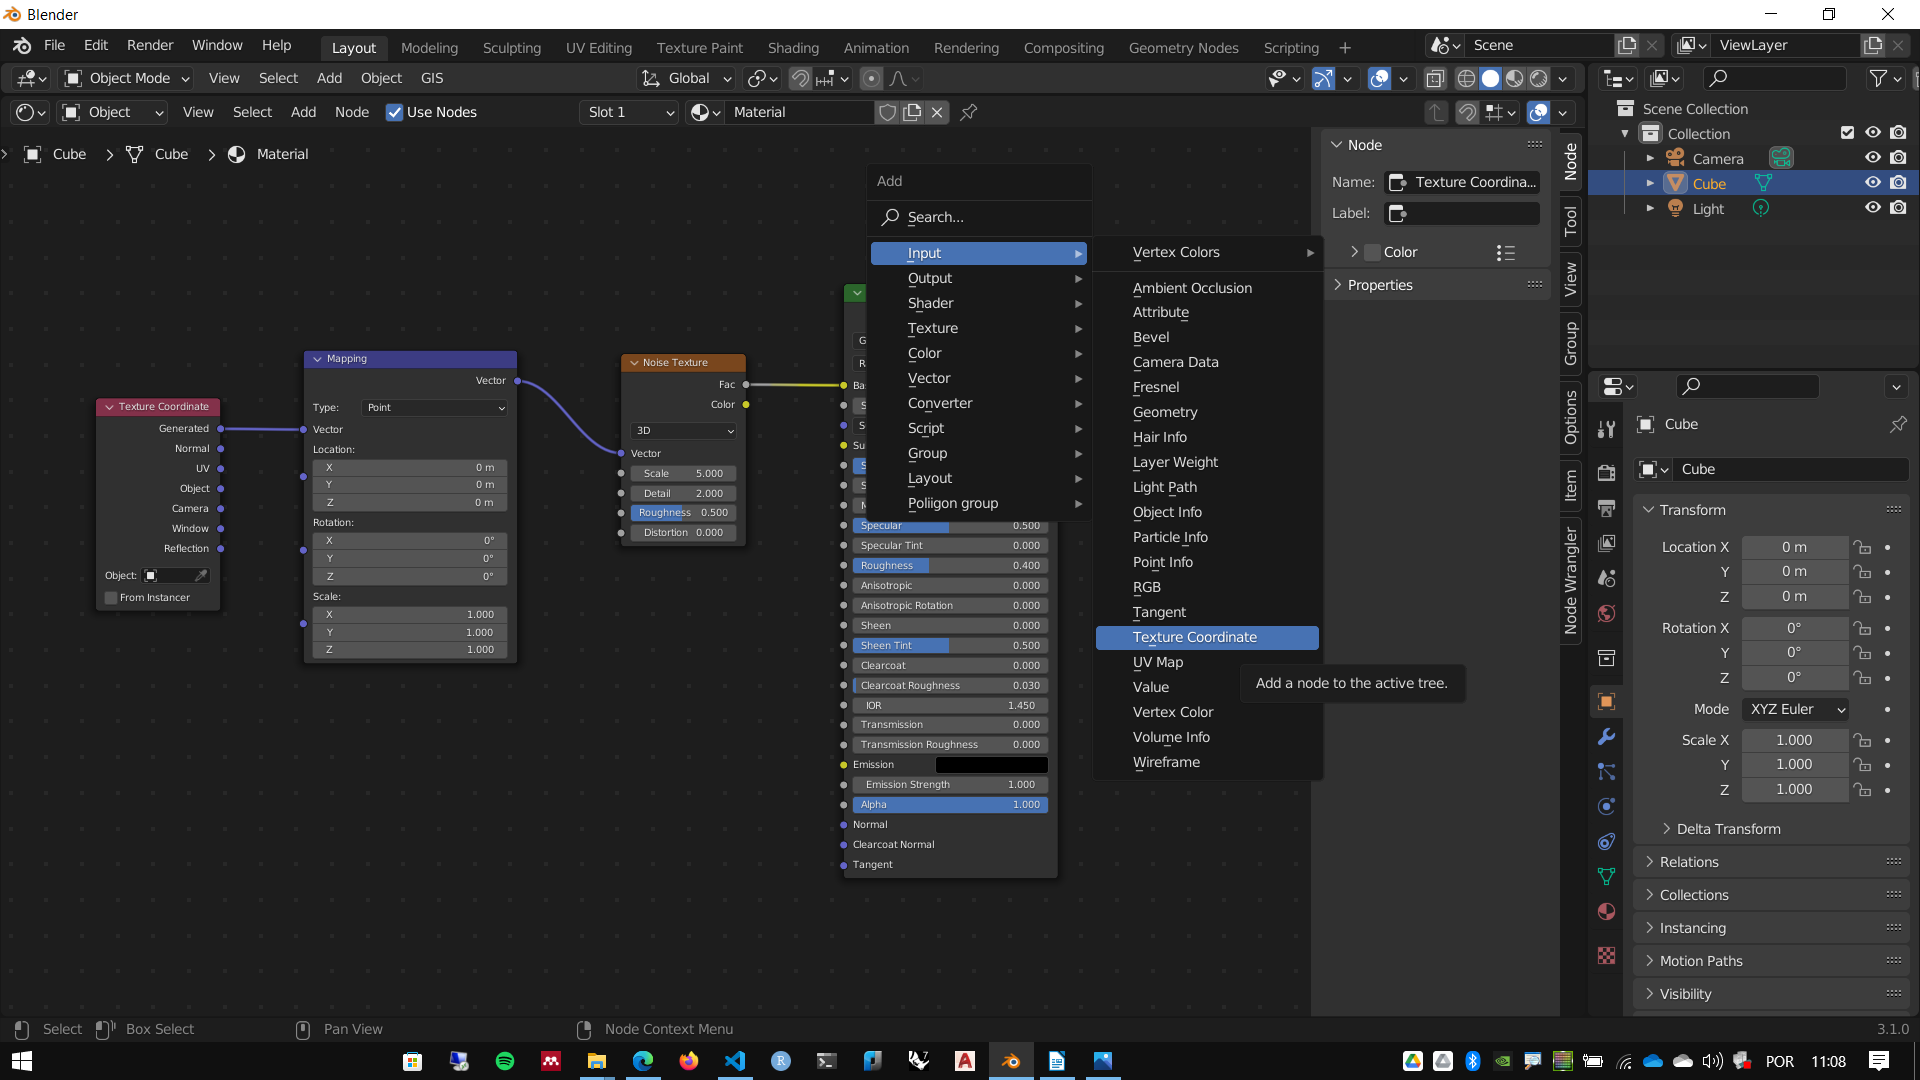 Blender
File Edit Render Window Help Layout Modeling Sculpting UV Editing Texture Paint Shading Animation Rendering Compositing Geometry Nodes Scripting + Scene ViewLayer
Object Mode View Select Add Object GIS Global
Object View Select Add Node Use Nodes Slot 1 Material
Cube > Cube > Material
Texture Coordinate
Generated
Normal
UV
Object
Camera
Window
Reflection
Object:
From Instancer
Mapping
Vector
Type: Point
Vector
Location:
X 0 m
Y 0 m
Z 0 m
Rotation:
X 0°
Y 0°
Z 0°
Scale:
X 1.000
Y 1.000
Z 1.000
Noise Texture
Fac
Color
3D
Vector
Scale 5.000
Detail 2.000
Roughness 0.500
Distortion 0.000
G
Ra
Bas
S
S
Su
S
S
M
Specular 0.500
Specular Tint 0.000
Roughness 0.400
Anisotropic 0.000
Anisotropic Rotation 0.000
Sheen 0.000
Sheen Tint 0.500
Clearcoat 0.000
Clearcoat Roughness 0.030
IOR 1.450
Transmission 0.000
Transmission Roughness 0.000
Emission
Emission Strength 1.000
Alpha 1.000
Normal
Clearcoat Normal
Tangent
Add
Search...
Input
Output
Shader
Texture
Color
Vector
Converter
Script
Group
Layout
Poliigon group
Vertex Colors
Ambient Occlusion
Attribute
Bevel
Camera Data
Fresnel
Geometry
Hair Info
Layer Weight
Light Path
Object Info
Particle Info
Point Info
RGB
Tangent
Texture Coordinate
UV Map
Value
Vertex Color
Volume Info
Wireframe
Add a node to the active tree.
Node
Name: Texture Coordina...
Label:
Color
Properties
Node
Tool
View
Group
Options
Item
Node Wrangler
Scene Collection
Collection
Camera
Cube
Light
Cube
Cube
Transform
Location X 0 m
Y 0 m
Z 0 m
Rotation X 0°
Y 0°
Z 0°
Mode XYZ Euler
Scale X 1.000
Y 1.000
Z 1.000
Delta Transform
Relations
Collections
Instancing
Motion Paths
Visibility
Select Box Select Pan View Node Context Menu 3.1.0
POR 11:08